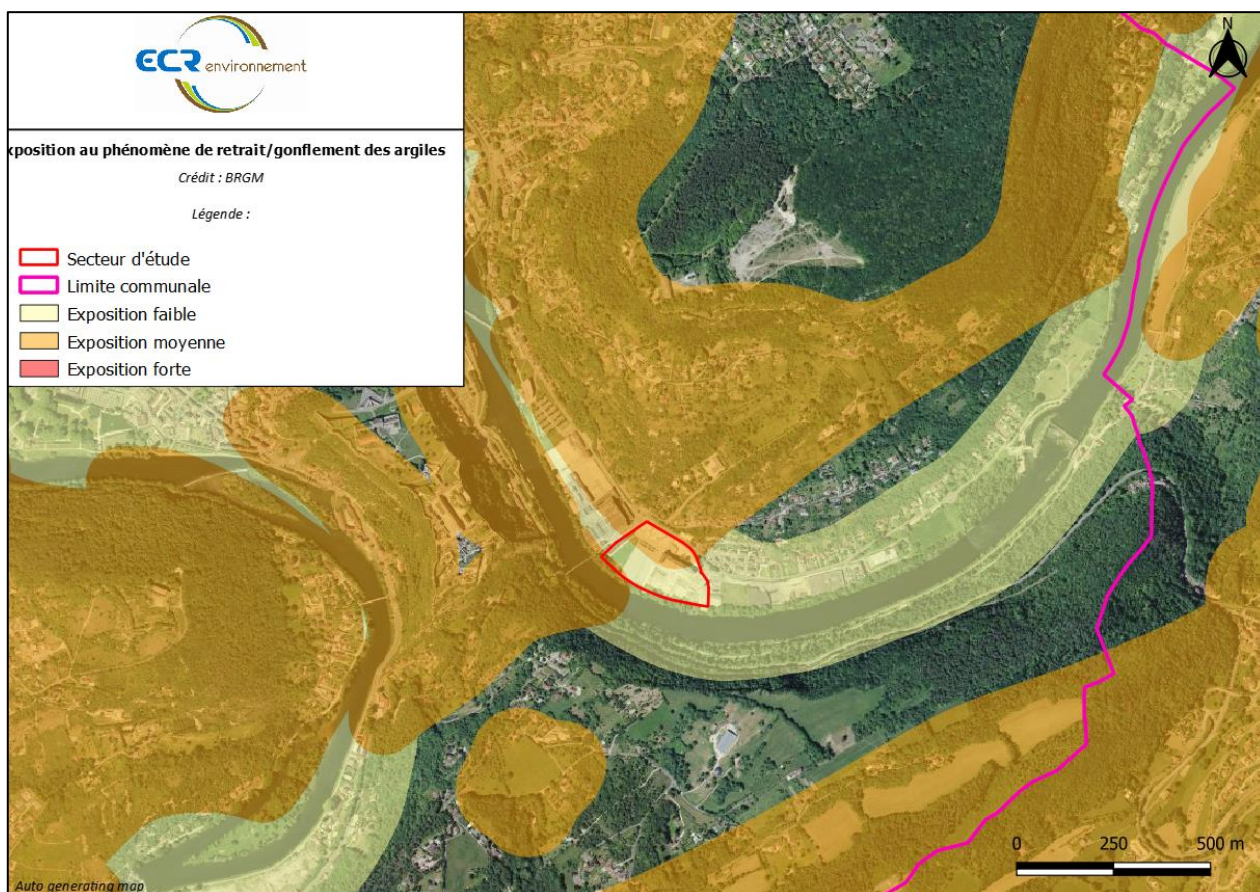 ECR environnement
xposition au phénomène de retrait/gonflement des argiles
Crédit : BRGM
Légende :
Secteur d'étude
Limite communale
Exposition faible
Exposition moyenne
Exposition forte
N
0 250 500 m
Auto generating map